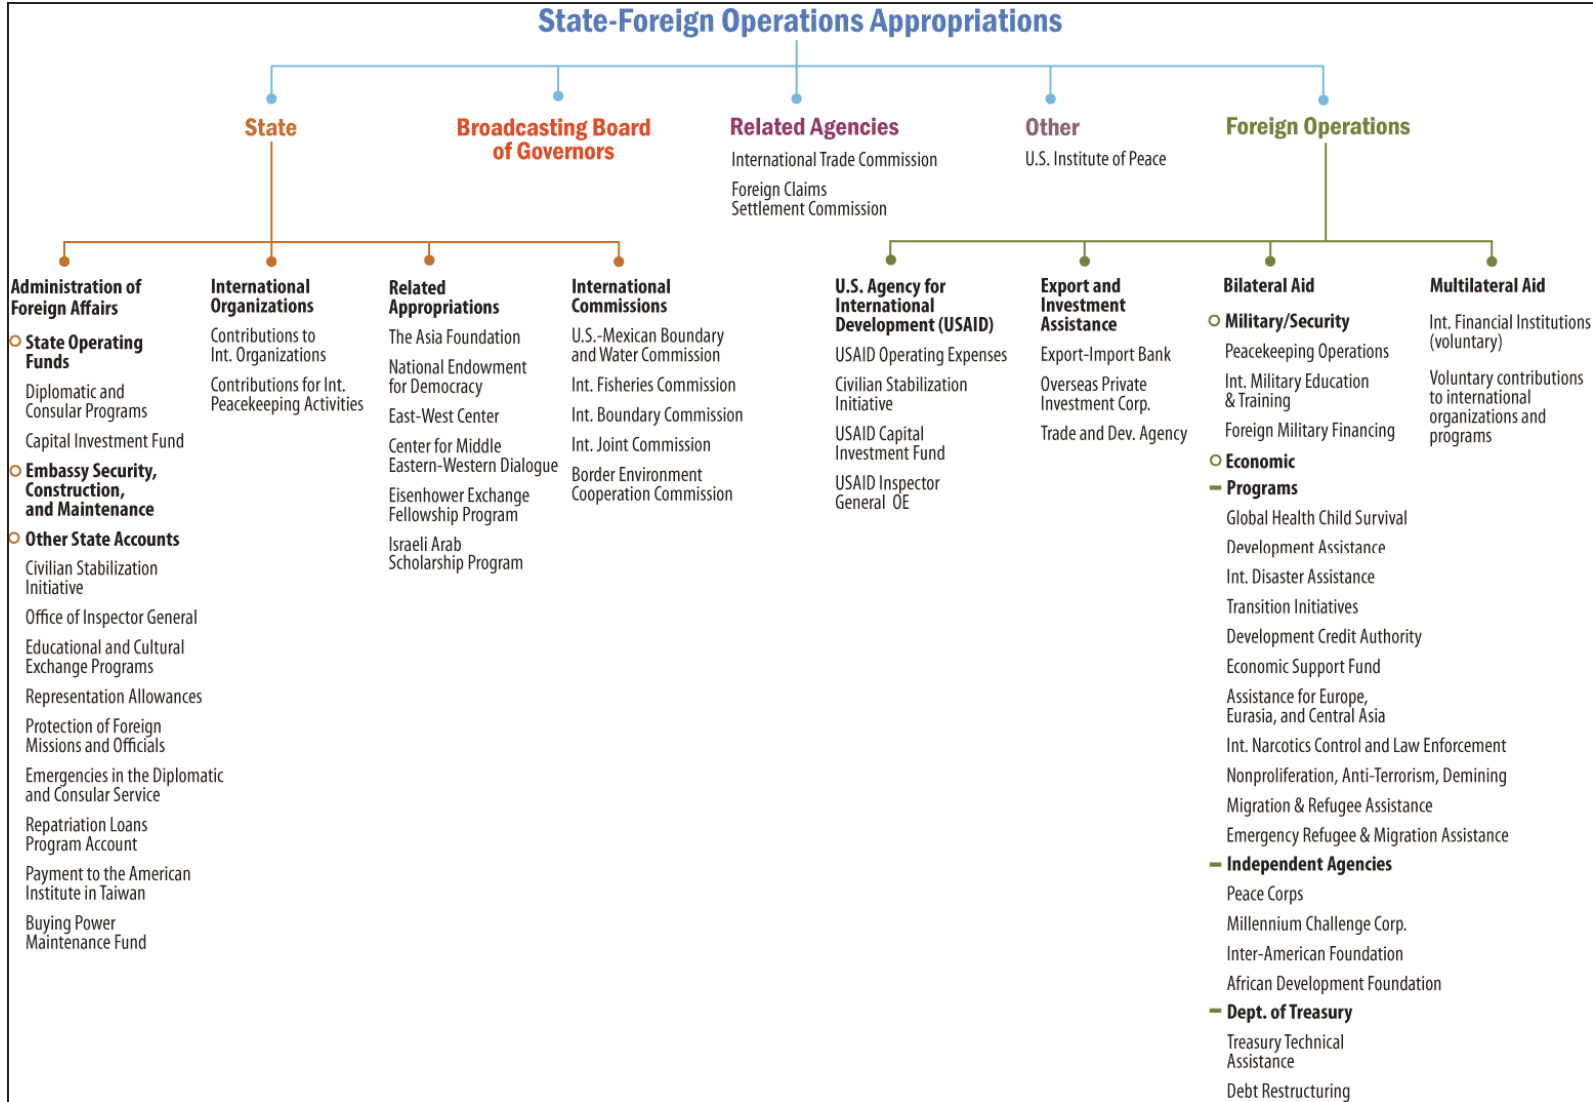 State-Foreign Operations Appropriations
State
Broadcasting Board
of Governors
Related Agencies
International Trade Commission
Foreign Claims
Settlement Commission
Other
U.S. Institute of Peace
Foreign Operations
Administration of
Foreign Affairs
State Operating
Funds
Diplomatic and
Consular Programs
Capital Investment Fund
Embassy Security,
Construction,
and Maintenance
Other State Accounts
Civilian Stabilization
Initiative
Office of Inspector General
Educational and Cultural
Exchange Programs
Representation Allowances
Protection of Foreign
Missions and Officials
Emergencies in the Diplomatic
and Consular Service
Repatriation Loans
Program Account
Payment to the American
Institute in Taiwan
Buying Power
Maintenance Fund
International
Organizations
Contributions to
Int. Organizations
Contributions for Int.
Peacekeeping Activities
Related
Appropriations
The Asia Foundation
National Endowment
for Democracy
East-West Center
Center for Middle
Eastern-Western Dialogue
Eisenhower Exchange
Fellowship Program
Israeli Arab
Scholarship Program
International
Commissions
U.S.-Mexican Boundary
and Water Commission
Int. Fisheries Commission
Int. Boundary Commission
Int. Joint Commission
Border Environment
Cooperation Commission
U.S. Agency for
International
Development (USAID)
USAID Operating Expenses
Civilian Stabilization
Initiative
USAID Capital
Investment Fund
USAID Inspector
General OE
Export and
Investment
Assistance
Export-Import Bank
Overseas Private
Investment Corp.
Trade and Dev. Agency
Bilateral Aid
Military/Security
Peacekeeping Operations
Int. Military Education
& Training
Foreign Military Financing
Economic
Programs
Global Health Child Survival
Development Assistance
Int. Disaster Assistance
Transition Initiatives
Development Credit Authority
Economic Support Fund
Assistance for Europe,
Eurasia, and Central Asia
Int. Narcotics Control and Law Enforcement
Nonproliferation, Anti-Terrorism, Demining
Migration & Refugee Assistance
Emergency Refugee & Migration Assistance
Independent Agencies
Peace Corps
Millennium Challenge Corp.
Inter-American Foundation
African Development Foundation
Dept. of Treasury
Treasury Technical
Assistance
Debt Restructuring
Multilateral Aid
Int. Financial Institutions
(voluntary)
Voluntary contributions
to international
organizations and
programs